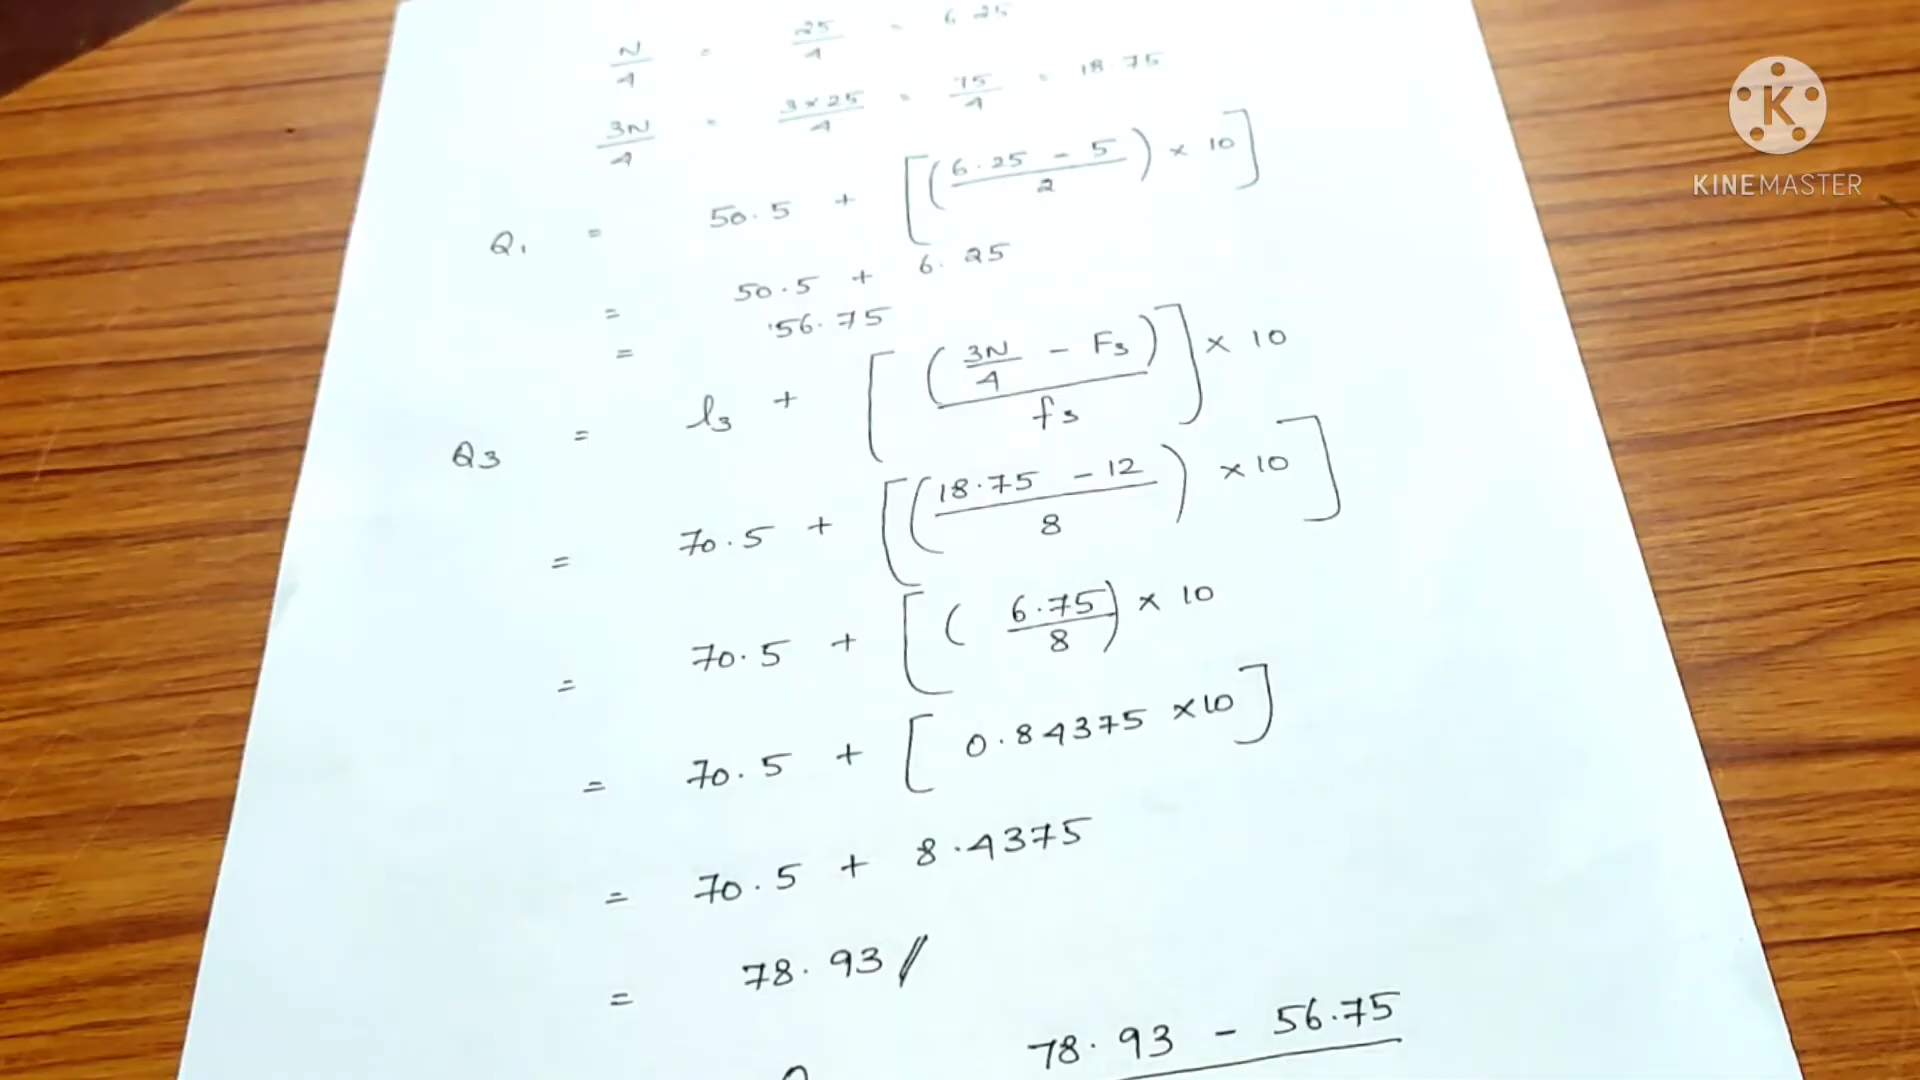 N/4 = 25/4 = 6.25
3N/4 = 3×25/4 = 75/4 = 18.75
Q1 = 50.5 + [(6.25 - 5/2) × 10]
= 50.5 + 6.25
= 56.75
Q3 = l3 + [(3N/4 - F3)/f3] × 10
= 70.5 + [(18.75 - 12/8) × 10]
= 70.5 + [(6.75/8) × 10
= 70.5 + [0.84375 × 10]
= 70.5 + 8.4375
= 78.93 //
78.93 - 56.75
K
KINEMASTER